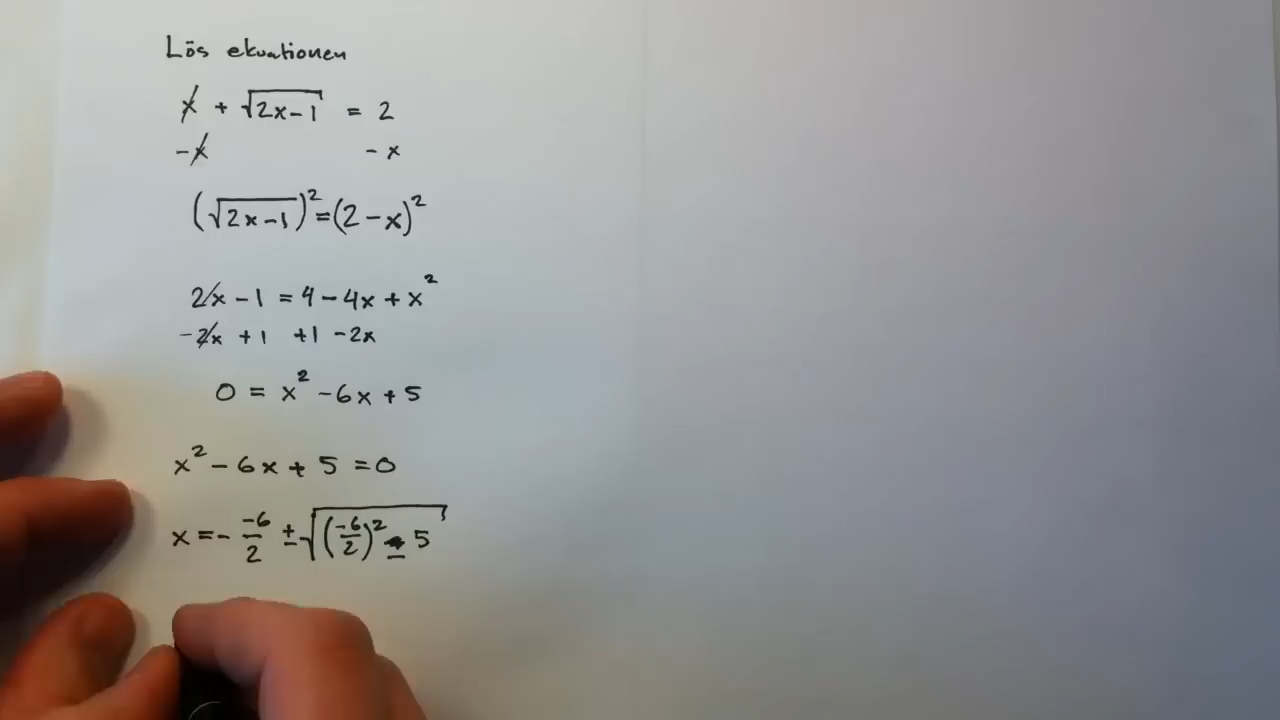 Lös ekvationen
x + √(2x-1) = 2
-x - x
(√(2x-1))² = (2-x)²
2x - 1 = 4 - 4x + x²
-2x + 1 +1 -2x
0 = x² - 6x + 5
x² - 6x + 5 = 0
x = - -6/2 ± √((-6/2)² - 5)